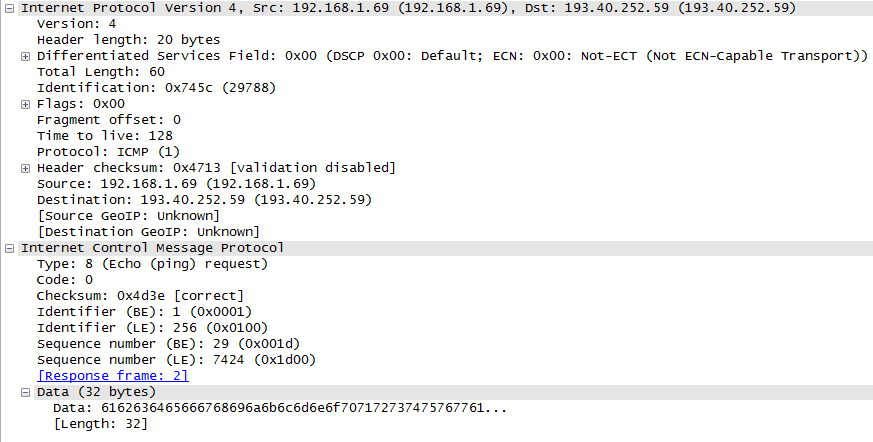 Internet Protocol Version 4, Src: 192.168.1.69 (192.168.1.69), Dst: 193.40.252.59 (193.40.252.59)
Version: 4
Header length: 20 bytes
Differentiated Services Field: 0x00 (DSCP 0x00: Default; ECN: 0x00: Not-ECT (Not ECN-Capable Transport))
Total Length: 60
Identification: 0x745c (29788)
Flags: 0x00
Fragment offset: 0
Time to live: 128
Protocol: ICMP (1)
Header checksum: 0x4713 [validation disabled]
Source: 192.168.1.69 (192.168.1.69)
Destination: 193.40.252.59 (193.40.252.59)
[Source GeoIP: Unknown]
[Destination GeoIP: Unknown]
Internet Control Message Protocol
Type: 8 (Echo (ping) request)
Code: 0
Checksum: 0x4d3e [correct]
Identifier (BE): 1 (0x0001)
Identifier (LE): 256 (0x0100)
Sequence number (BE): 29 (0x001d)
Sequence number (LE): 7424 (0x1d00)
[Response frame: 2]
Data (32 bytes)
Data: 6162636465666768696a6b6c6d6e6f707172737475767761...
[Length: 32]